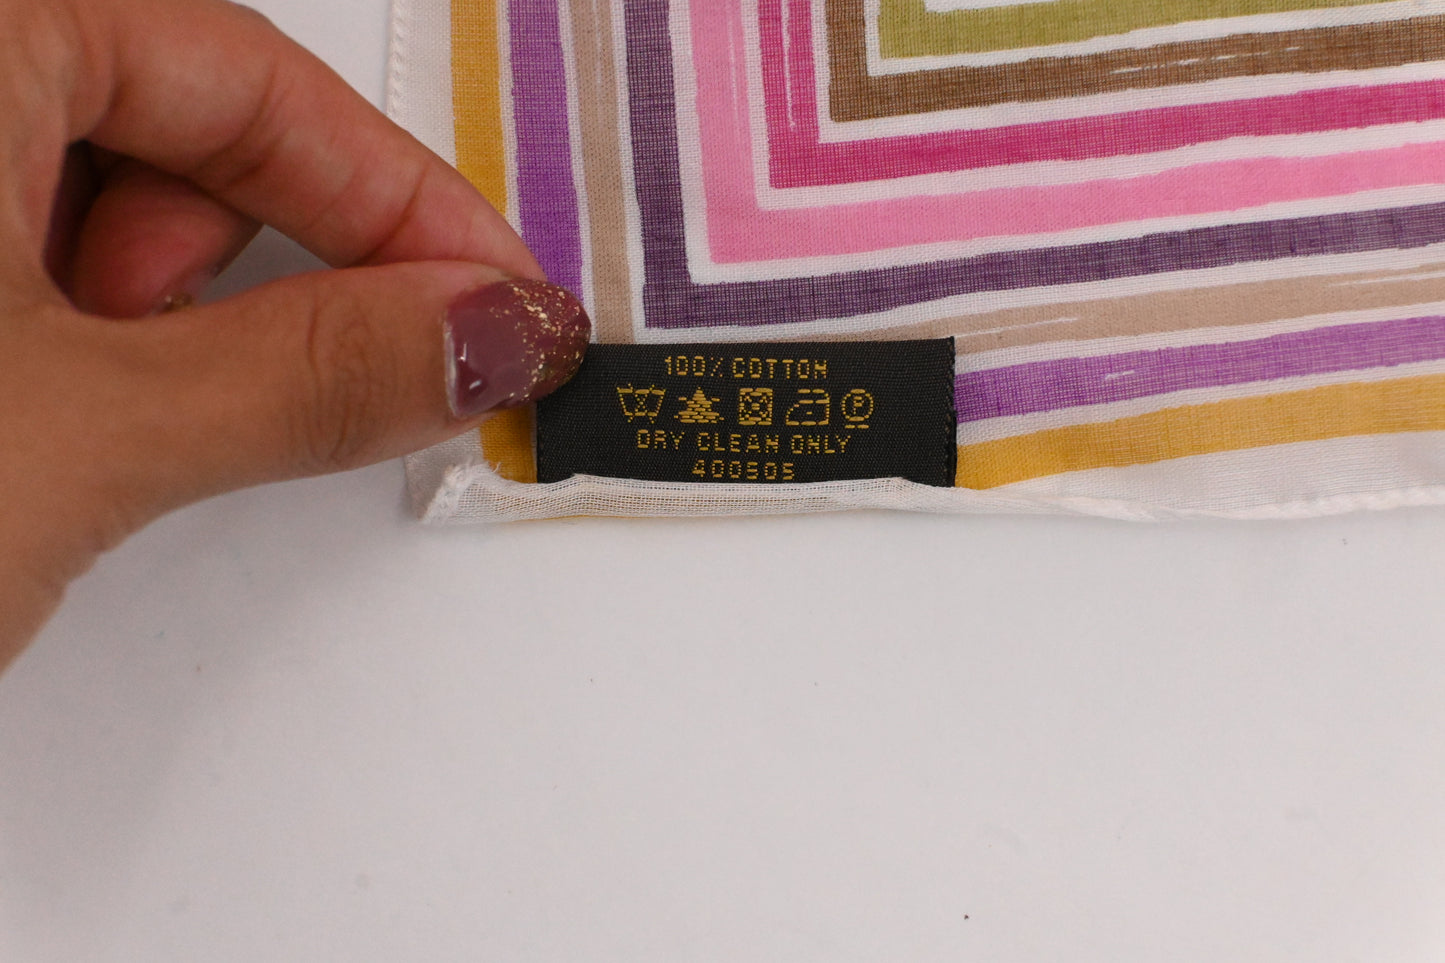 100% COTTON
P
DRY CLEAN ONLY
400505